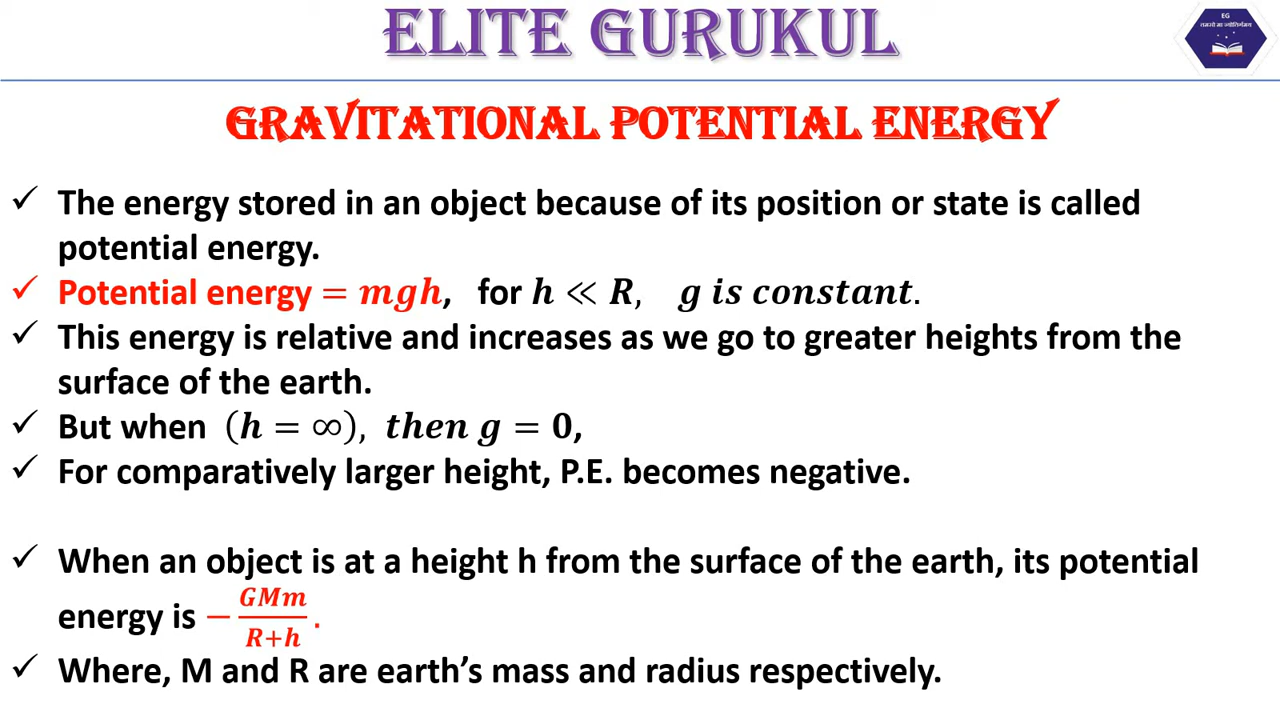 ELITE GURUKUL
EG
तमसो मा ज्योतिर्गमय
GRAVITATIONAL POTENTIAL ENERGY
✓ The energy stored in an object because of its position or state is called
potential energy.
✓ Potential energy = mgh, for h ≪ R, g is constant.
✓ This energy is relative and increases as we go to greater heights from the
surface of the earth.
✓ But when (h = ∞), then g = 0,
✓ For comparatively larger height, P.E. becomes negative.
✓ When an object is at a height h from the surface of the earth, its potential
energy is − GMm / R+h .
✓ Where, M and R are earth's mass and radius respectively.